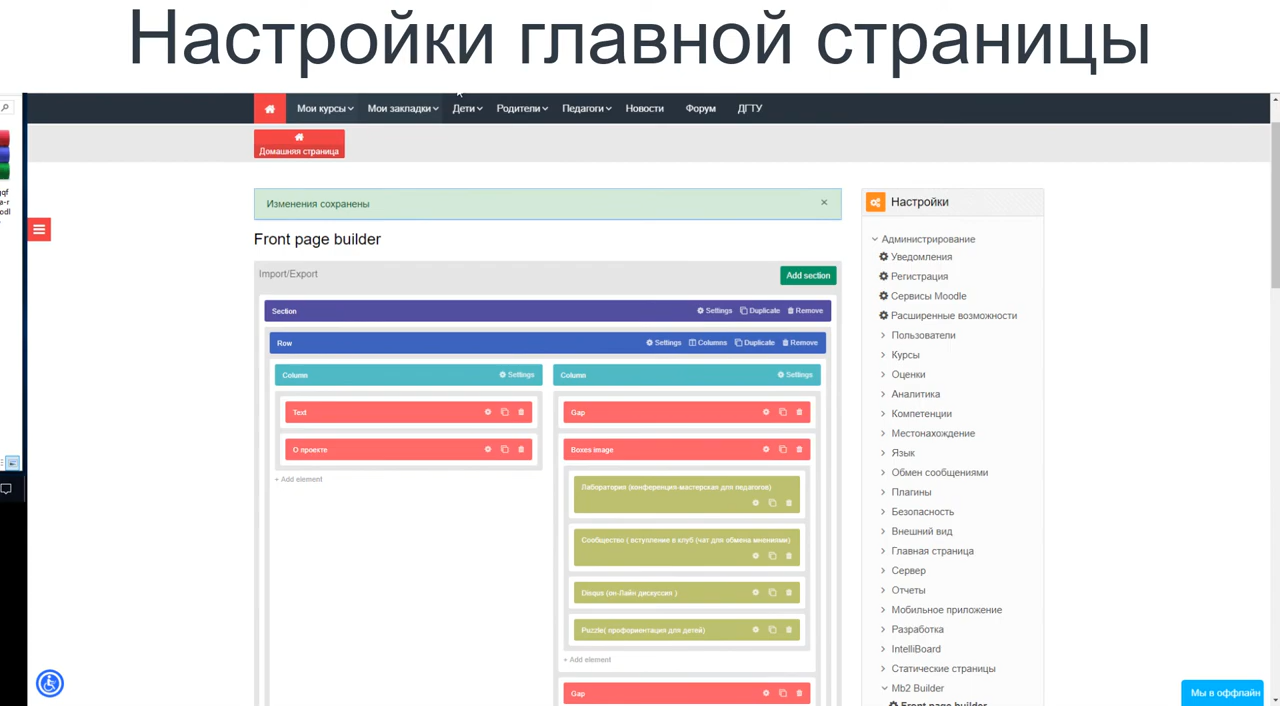 Настройки главной страницы
Мои курсы Мои закладки Дети Родители Педагоги Новости Форум ДГТУ
Домашняя страница
Изменения сохранены ×
Front page builder
Import/Export Add section
Section Settings Duplicate Remove
Row Settings Columns Duplicate Remove
Column Settings Column Settings
Text Gap
О проекте Boxes image
+ Add element
Лаборатория (конференция-мастерская для педагогов)
Сообщество ( вступление в клуб (чат для обмена мнениями)
Disqus (он-Лайн дискуссия )
Puzzle( профориентация для детей)
+ Add element
Gap
Настройки
Администрирование
Уведомления
Регистрация
Сервисы Moodle
Расширенные возможности
Пользователи
Курсы
Оценки
Аналитика
Компетенции
Местонахождение
Язык
Обмен сообщениями
Плагины
Безопасность
Внешний вид
Главная страница
Сервер
Отчеты
Мобильное приложение
Разработка
IntelliBoard
Статические страницы
Mb2 Builder
Front page builder
Мы в оффлайн